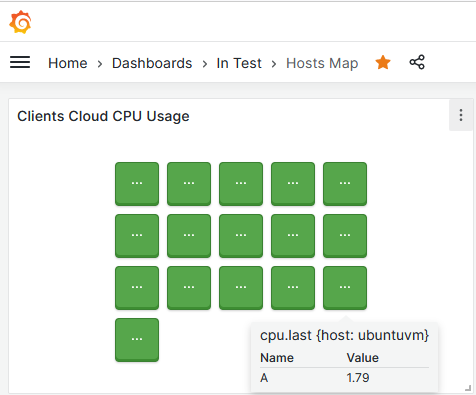 Home > Dashboards > In Test > Hosts Map
Clients Cloud CPU Usage
... ... ... ... ...
... ... ... ... ...
... ... ... ... ...
...
cpu.last {host: ubuntuvm}
Name Value
A 1.79